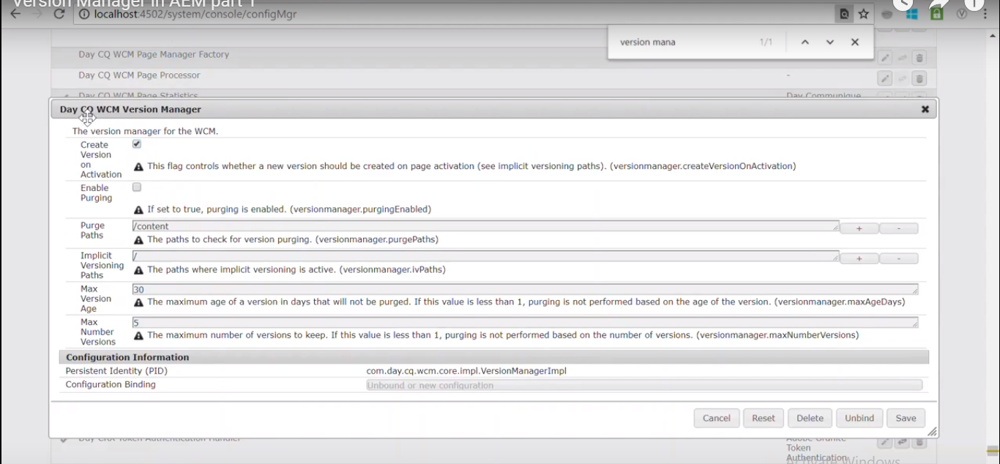 Version Manager in AEM part 1
localhost:4502/system/console/configMgr
version mana 1/1
Day CQ WCM Page Manager Factory
Day CQ WCM Page Processor -
Day CQ WCM Page Statistics Day Communique
Day CQ WCM Version Manager
The version manager for the WCM.
Create
Version
on
Activation
This flag controls whether a new version should be created on page activation (see implicit versioning paths). (versionmanager.createVersionOnActivation)
Enable
Purging
If set to true, purging is enabled. (versionmanager.purgingEnabled)
Purge
Paths
/content
+ -
The paths to check for version purging. (versionmanager.purgePaths)
Implicit
Versioning
Paths
/
+ -
The paths where implicit versioning is active. (versionmanager.ivPaths)
Max
Version
Age
30
The maximum age of a version in days that will not be purged. If this value is less than 1, purging is not performed based on the age of the version. (versionmanager.maxAgeDays)
Max
Number
Versions
5
The maximum number of versions to keep. If this value is less than 1, purging is not performed based on the number of versions. (versionmanager.maxNumberVersions)
Configuration Information
Persistent Identity (PID) com.day.cq.wcm.core.impl.VersionManagerImpl
Configuration Binding Unbound or new configuration
Cancel Reset Delete Unbind Save
Day Crx Token Authentication Handler Adobe Granite
Token
Authentication
Activate Windows